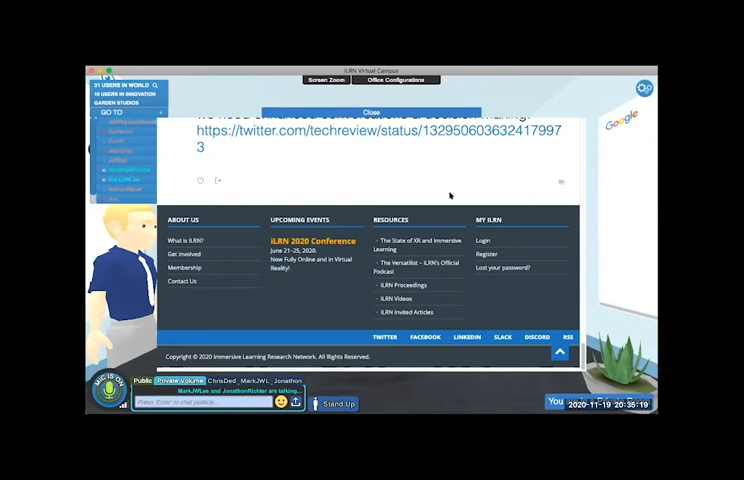 iLRN Virtual Campus
31 USERS IN WORLD
16 USERS IN INNOVATION
GARDEN STUDIOS
Screen Zoom
Office Configurations
GO TO
Close
https://twitter.com/techreview/status/132950603632417997
3
Google
ABOUT US
What is iLRN?
Get involved
Membership
Contact Us
UPCOMING EVENTS
iLRN 2020 Conference
June 21-25, 2020.
Now Fully Online and in Virtual
Reality!
RESOURCES
The State of XR and Immersive
Learning
The Versatilist – iLRN's Official
Podcast
iLRN Proceedings
iLRN Videos
iLRN Invited Articles
MY ILRN
Login
Register
Lost your password?
TWITTER FACEBOOK LINKEDIN SLACK DISCORD RSS
Copyright © 2020 Immersive Learning Research Network. All Rights Reserved.
MIC IS ON
Public Private Volume ChrisDed MarkJWL Jonathon
MarkJWLee and JonathonRichter are talking...
Press 'Enter' to chat publicly...
Stand Up
2020-11-19 20:35:19